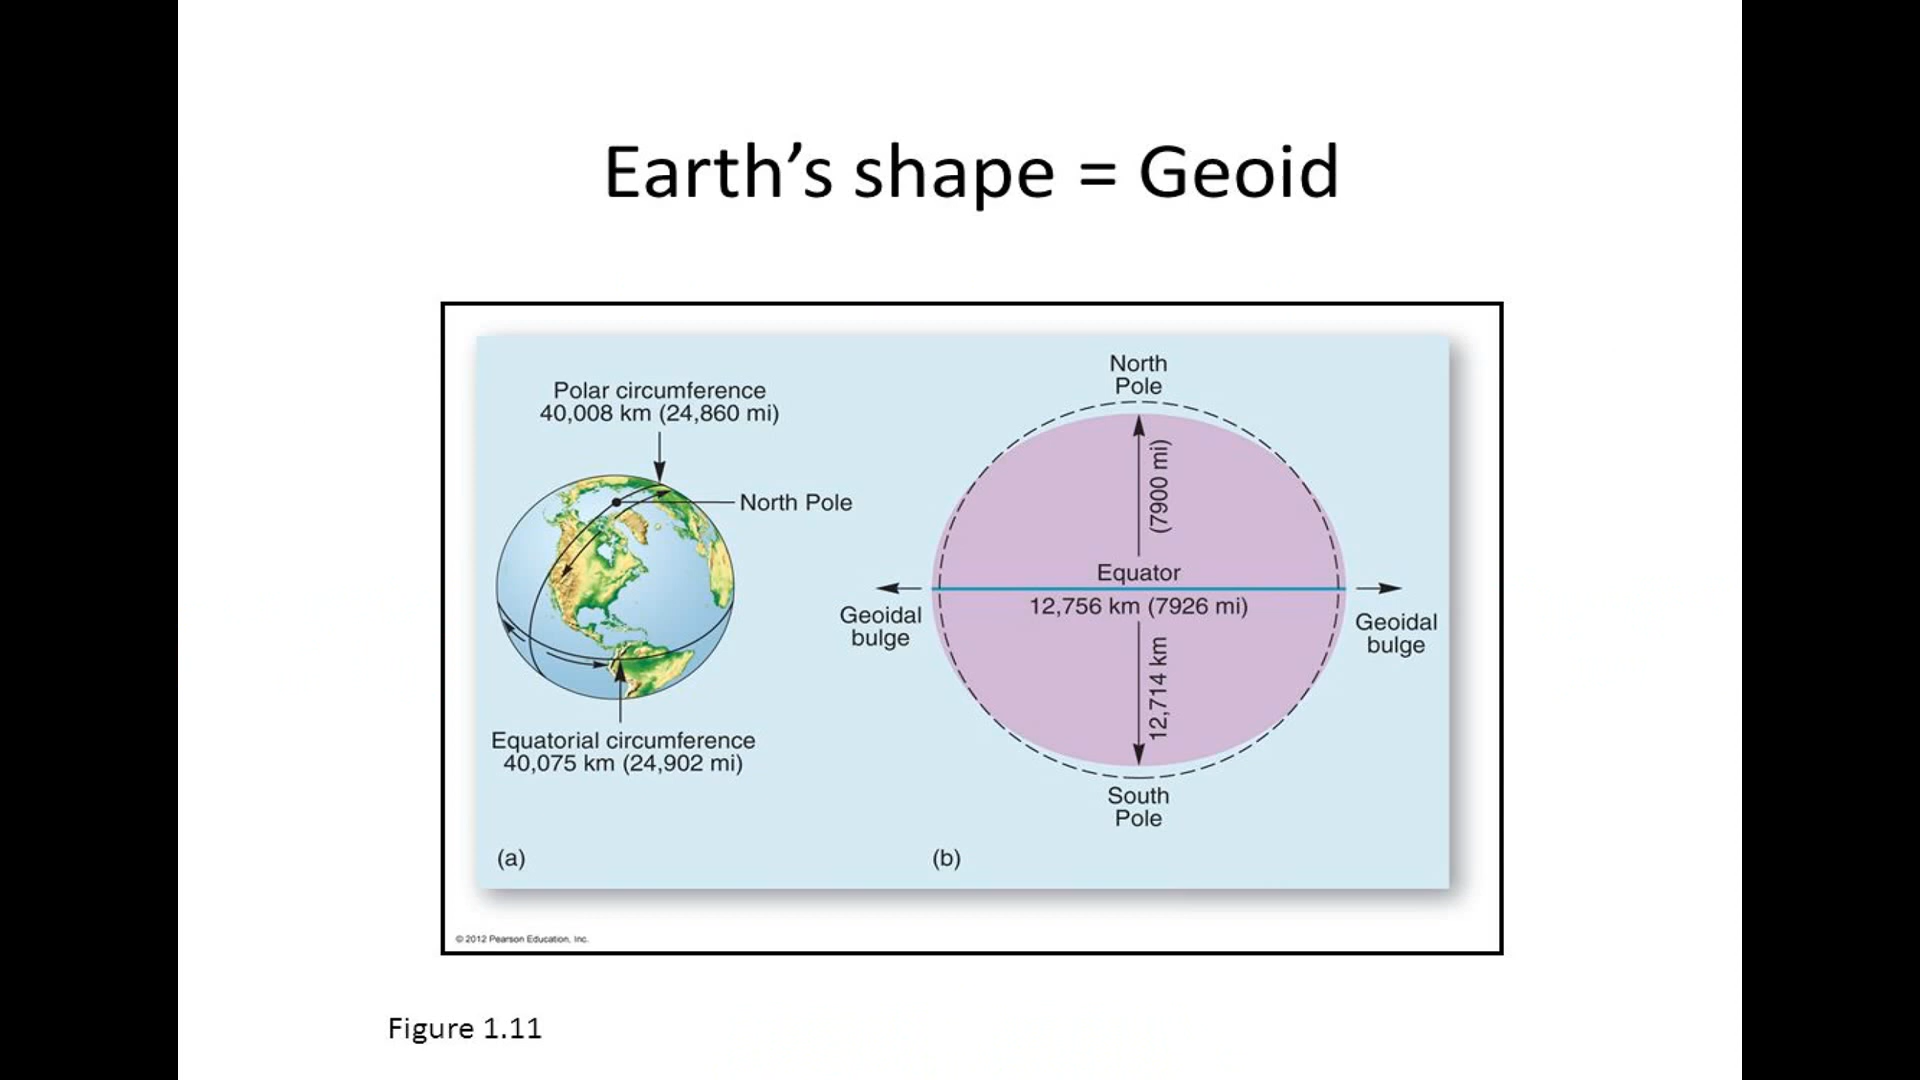 Earth’s shape = Geoid
Polar circumference
40,008 km (24,860 mi)
North Pole
Equatorial circumference
40,075 km (24,902 mi)
(a)
North
Pole
(7900 mi)
Equator
12,756 km (7926 mi)
12,714 km
Geoidal
bulge
Geoidal
bulge
South
Pole
(b)
© 2012 Pearson Education, Inc.
Figure 1.11